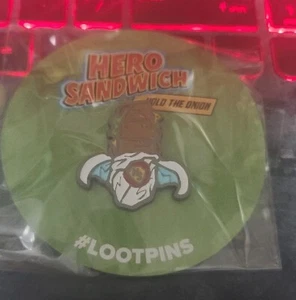 HERO
SANDWICH
HOLD THE ONION
#LOOTPINS